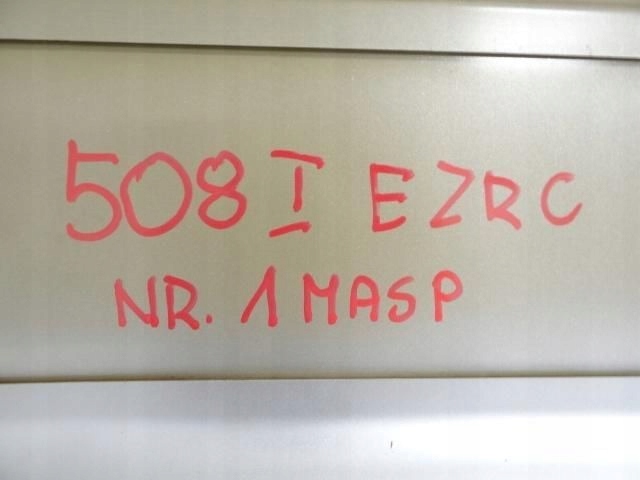 508 I EZRC
NR. 1 MASP